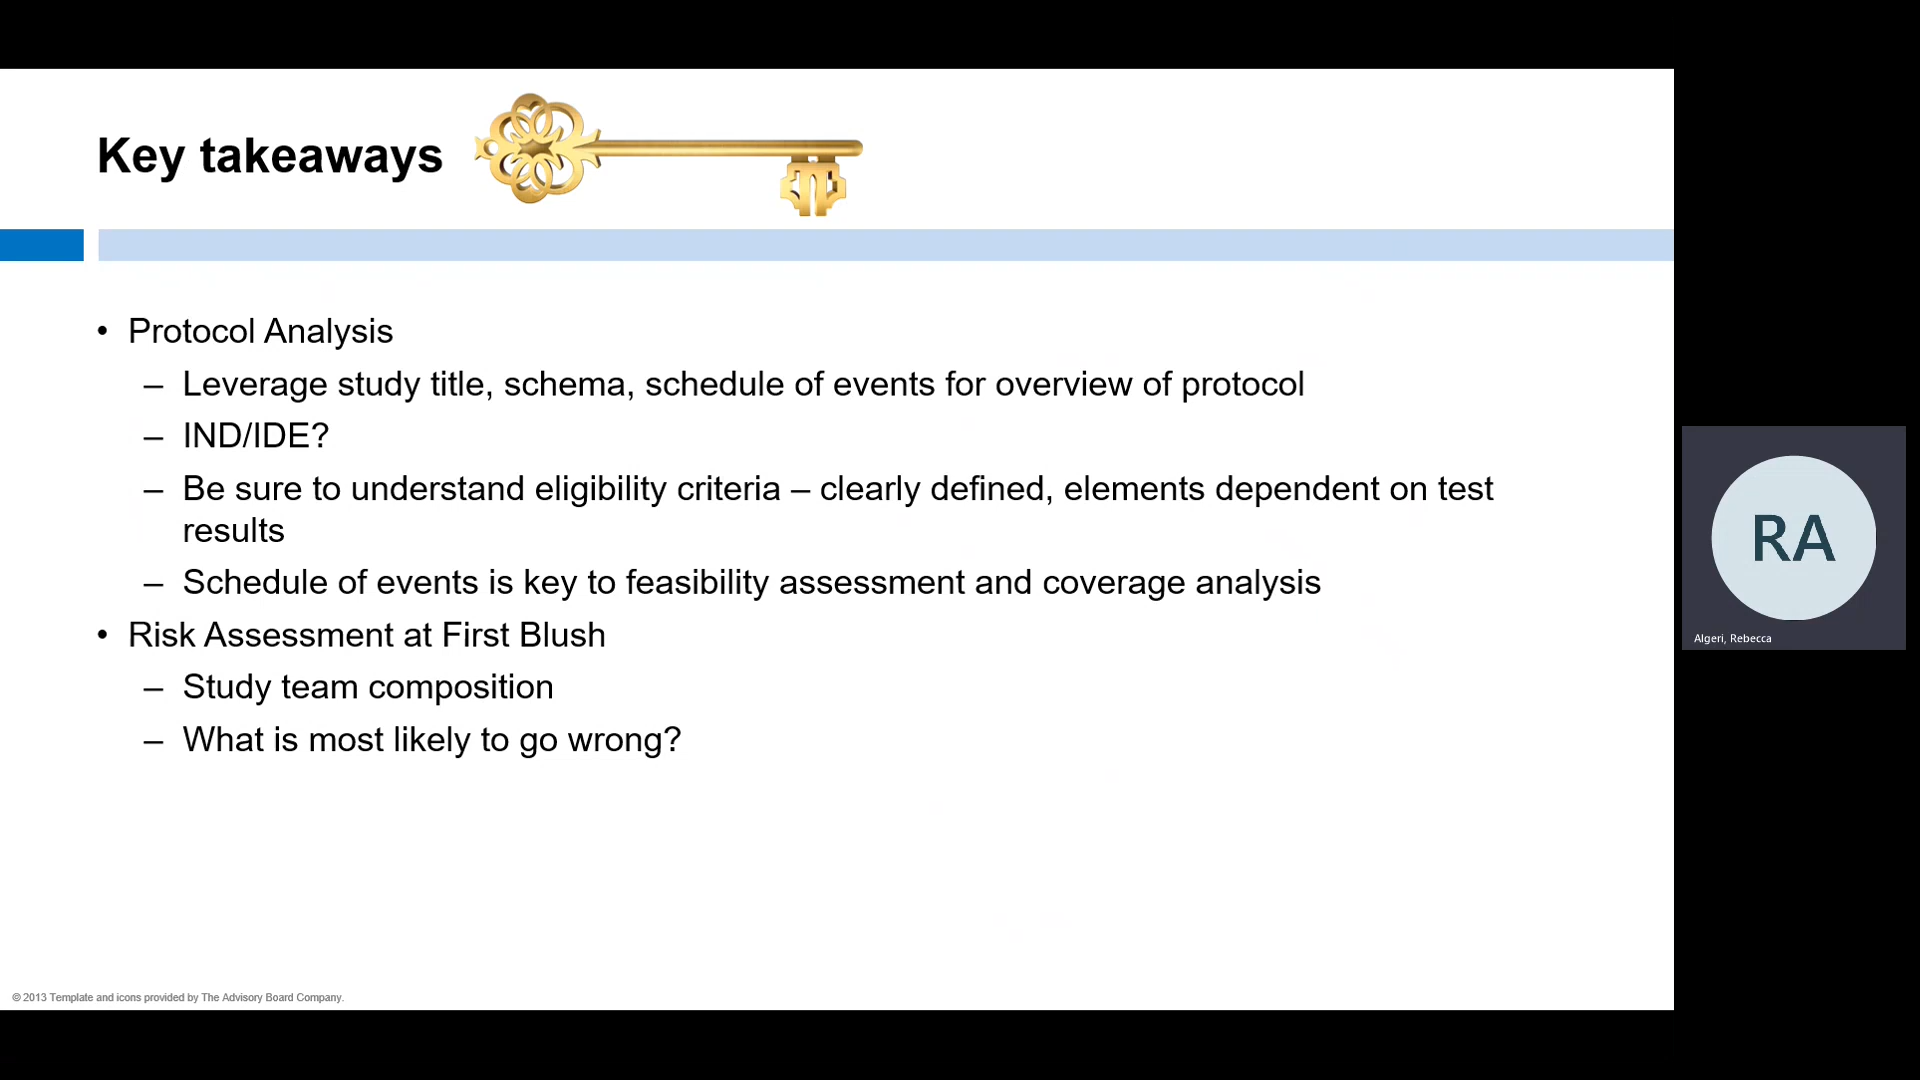 Key takeaways
• Protocol Analysis
– Leverage study title, schema, schedule of events for overview of protocol
– IND/IDE?
– Be sure to understand eligibility criteria – clearly defined, elements dependent on test
results
– Schedule of events is key to feasibility assessment and coverage analysis
• Risk Assessment at First Blush
– Study team composition
– What is most likely to go wrong?
RA
Algeri, Rebecca
© 2013 Template and icons provided by The Advisory Board Company.